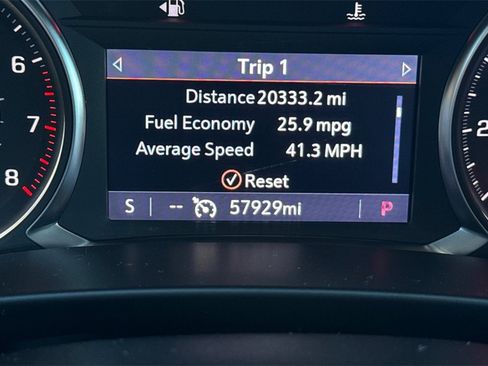 Trip 1
Distance 20333.2 mi
Fuel Economy 25.9 mpg
Average Speed 41.3 MPH
Reset
S -- 57929mi P
6
7
8
2